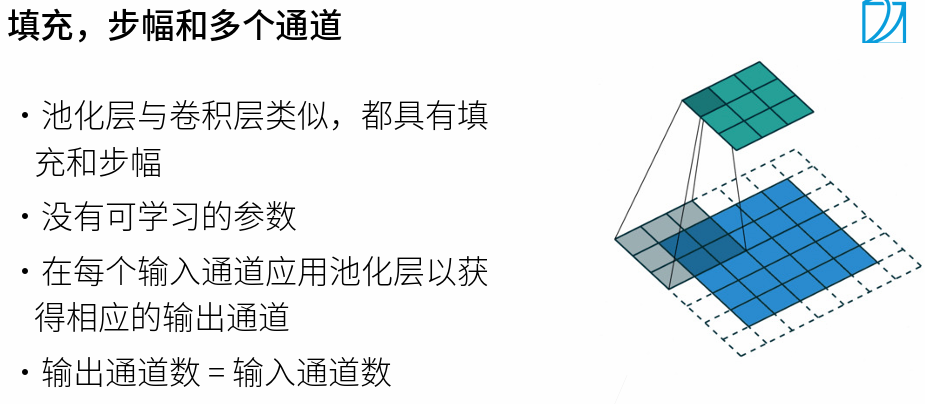 填充，步幅和多个通道
• 池化层与卷积层类似，都具有填
充和步幅
• 没有可学习的参数
• 在每个输入通道应用池化层以获
得相应的输出通道
• 输出通道数 = 输入通道数